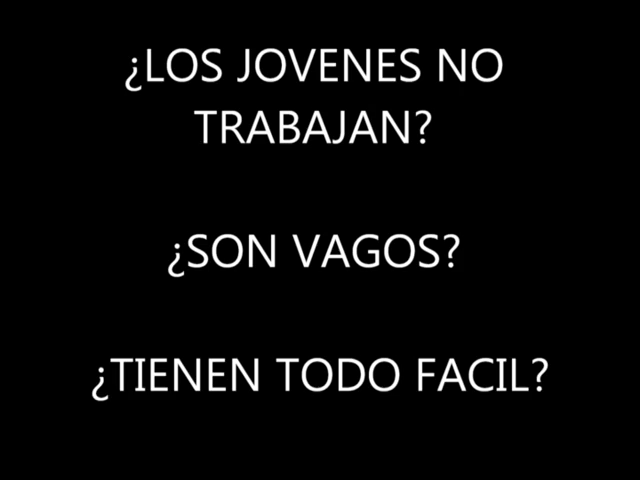 ¿LOS JOVENES NO
TRABAJAN?
¿SON VAGOS?
¿TIENEN TODO FACIL?